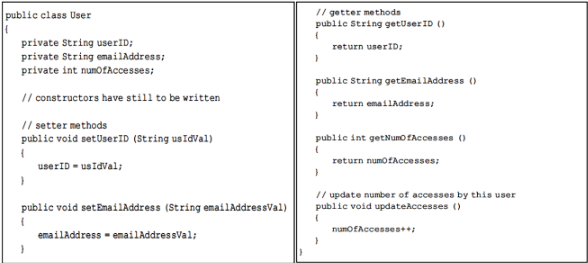 public class User
{
private String userID;
private String emailAddress;
private int numOfAccesses;
// constructors have still to be written
// setter methods
public void setUserID (String usIdVal)
{
userID = usIdVal;
}
public void setEmailAddress (String emailAddressVal)
{
emailAddress = emailAddressVal;
}
// getter methods
public String getUserID ()
{
return userID;
}
public String getEmailAddress ()
{
return emailAddress;
}
public int getNumOfAccesses ()
{
return numOfAccesses;
}
// update number of accesses by this user
public void updateAccesses ()
{
numOfAccesses++;
}
}